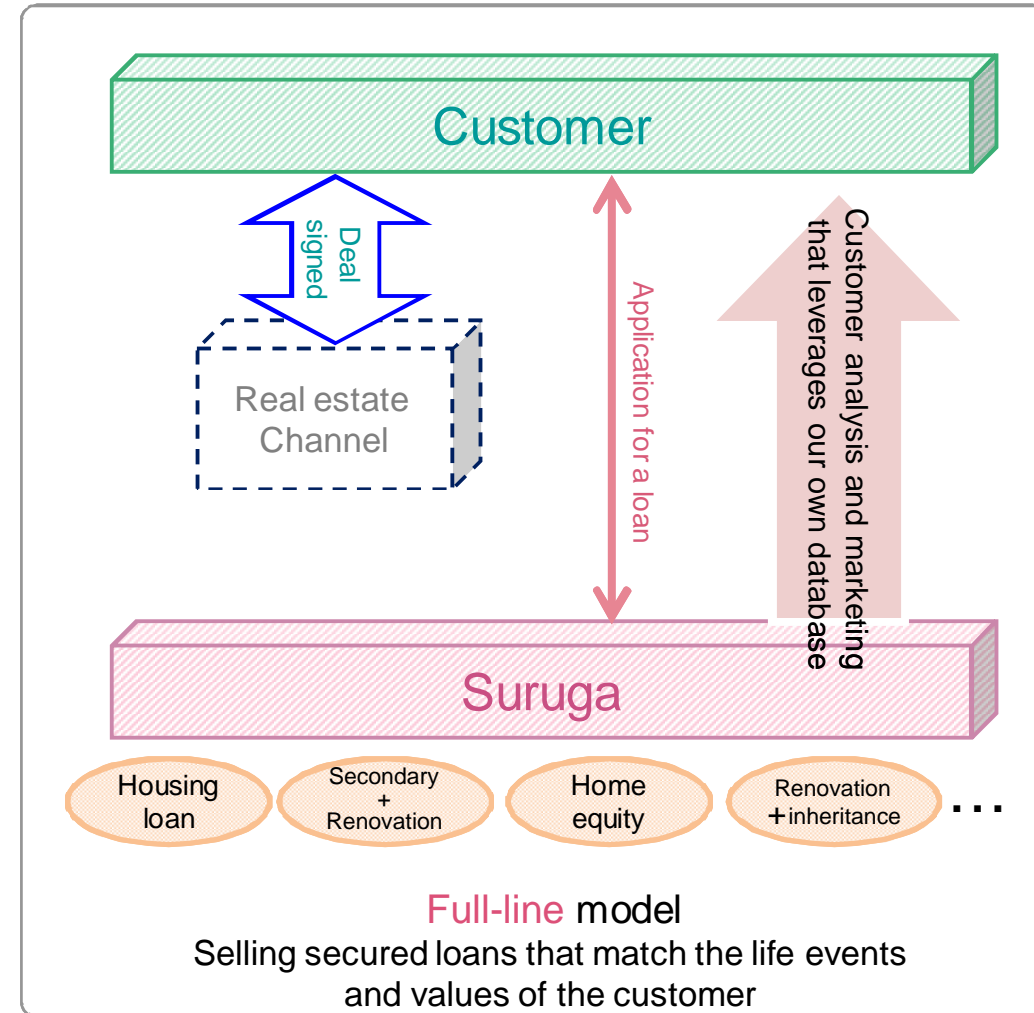 Customer
Deal
signed
Real estate
Channel
Application for a loan
Customer analysis and marketing
that leverages our own database
Suruga
Housing
loan
Secondary
+
Renovation
Home
equity
Renovation
+inheritance
...
Full-line model
Selling secured loans that match the life events
and values of the customer